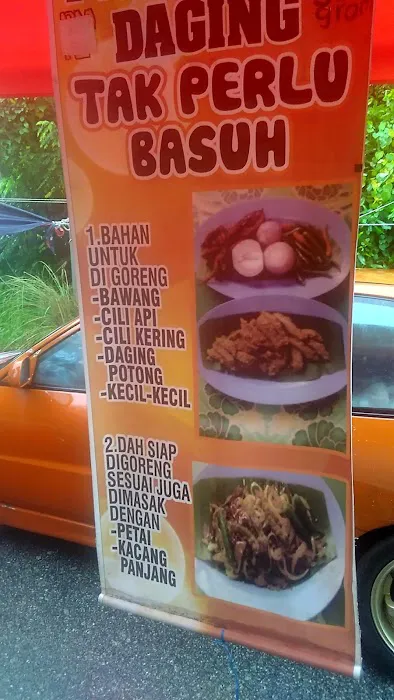 DAGING
gram
TAK PERLU
BASUH
1.BAHAN
UNTUK
DI GORENG
-BAWANG
-CILI API
-CILI KERING
-DAGING
POTONG
-KECIL-KECIL
2.DAH SIAP
DIGORENG
SESUAI JUGA
DIMASAK
DENGAN
-PETAI
-KACANG
PANJANG